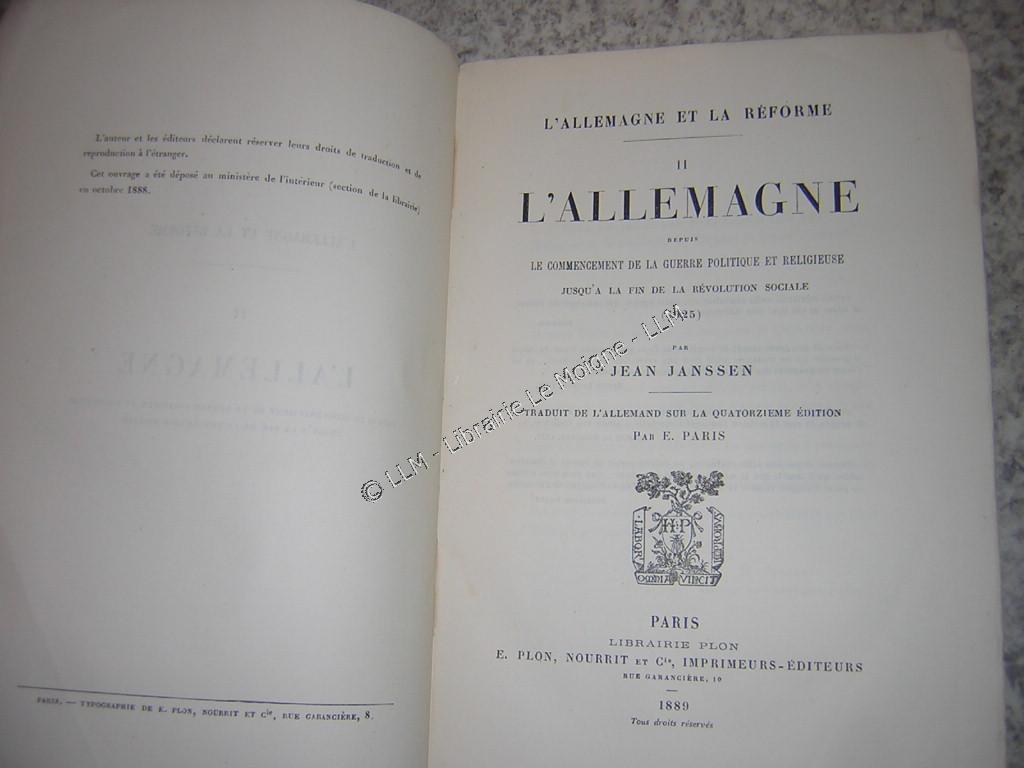 L'auteur et les éditeurs déclarent réserver leurs droits de traduction et de
reproduction à l'étranger.
Cet ouvrage a été déposé au ministère de l'intérieur (section de la librairie)
en octobre 1888.
PARIS. — TYPOGRAPHIE DE E. PLON, NOURRIT ET Cie, RUE GARANCIÈRE, 8.
L'ALLEMAGNE ET LA RÉFORME
II
L'ALLEMAGNE
DEPUIS
LE COMMENCEMENT DE LA GUERRE POLITIQUE ET RELIGIEUSE
JUSQU'A LA FIN DE LA RÉVOLUTION SOCIALE
25)
PAR
JEAN JANSSEN
TRADUIT DE L'ALLEMAND SUR LA QUATORZIEME ÉDITION
PAR E. PARIS
LABOR
H·P
OMNIA VINCIT
PARIS
LIBRAIRIE PLON
E. PLON, NOURRIT ET Cie, IMPRIMEURS-ÉDITEURS
RUE GARANCIÈRE, 10
1889
Tous droits réservés
© LLM - Librairie Le Moigne - LLM